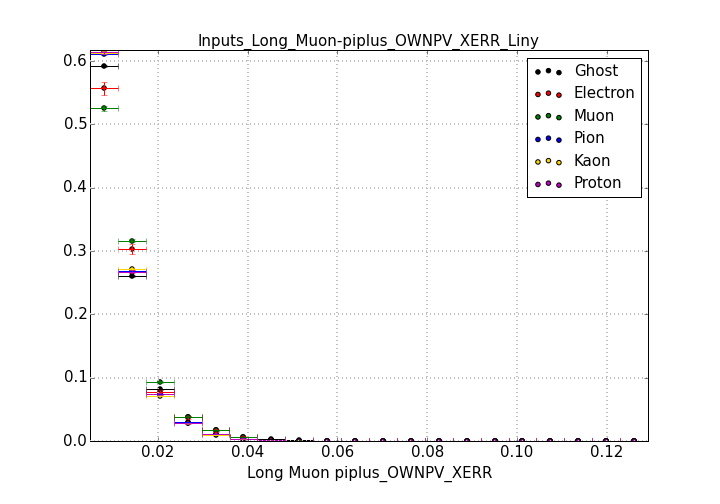 Inputs_Long_Muon-piplus_OWNPV_XERR_Liny
0.6
0.5
0.4
0.3
0.2
0.1
0.0
Ghost
Electron
Muon
Pion
Kaon
Proton
0.02 0.04 0.06 0.08 0.10 0.12
Long Muon piplus_OWNPV_XERR